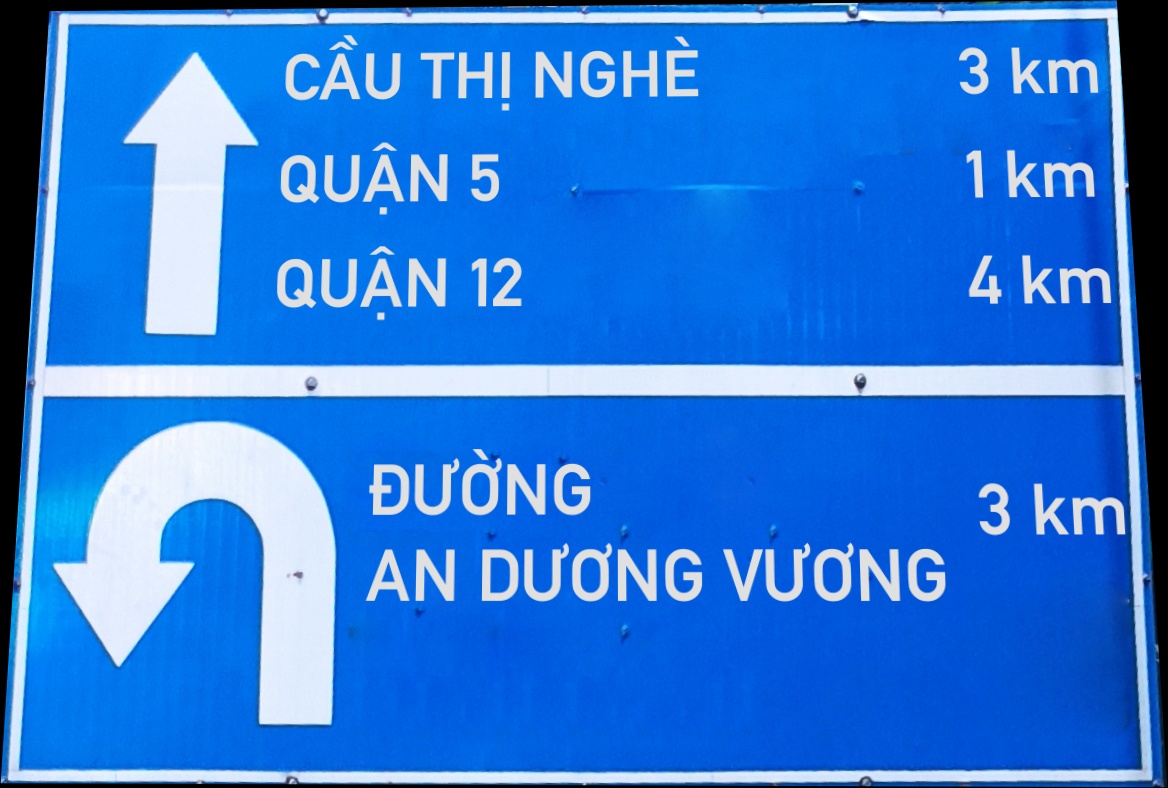 CẦU THỊ NGHÈ 3 km
QUẬN 5 1 km
QUẬN 12 4 km
ĐƯỜNG 3 km
AN DƯƠNG VƯƠNG